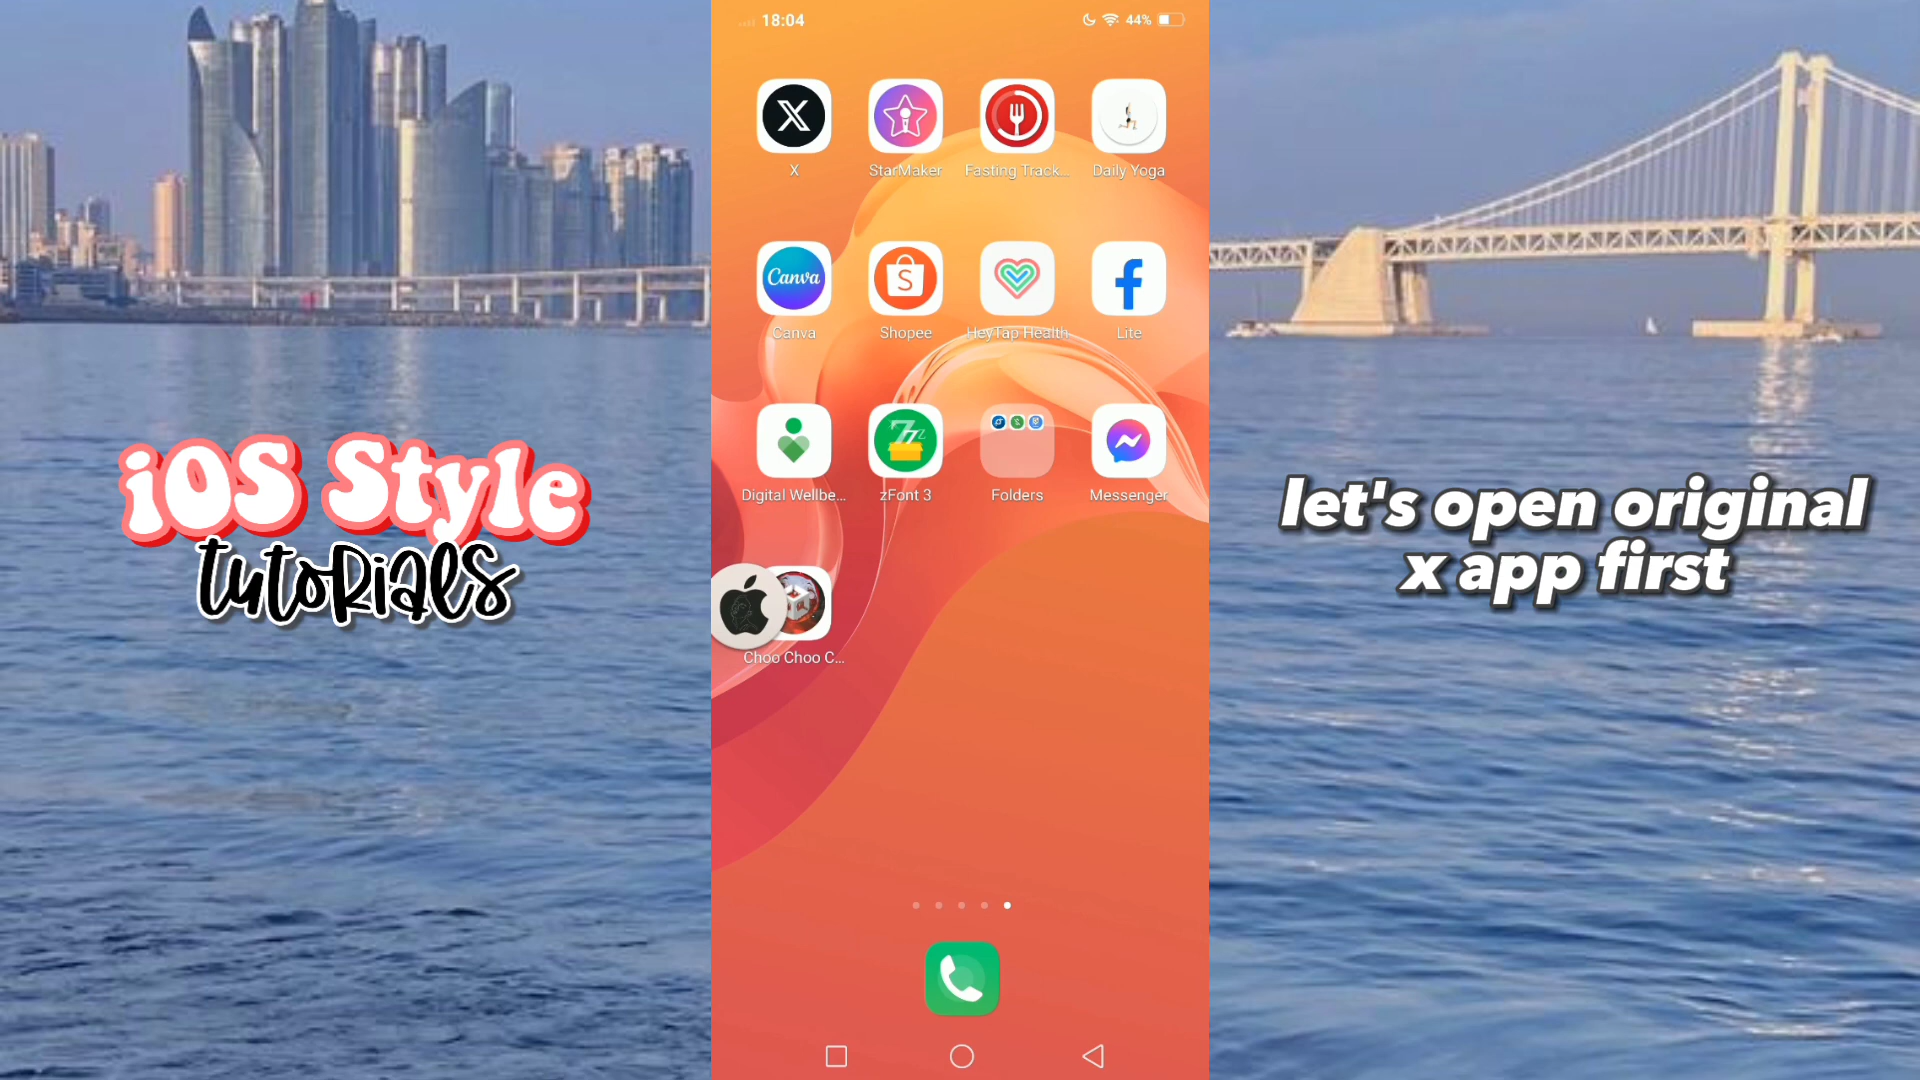 18:04
44%
X
StarMaker
Fasting Track...
Daily Yoga
Canva
Canva
Shopee
HeyTap Health
Lite
Digital Wellbe...
zFont 3
Folders
Messenger
Choo Choo C...
iOS Style
tutorials
let's open original
x app first